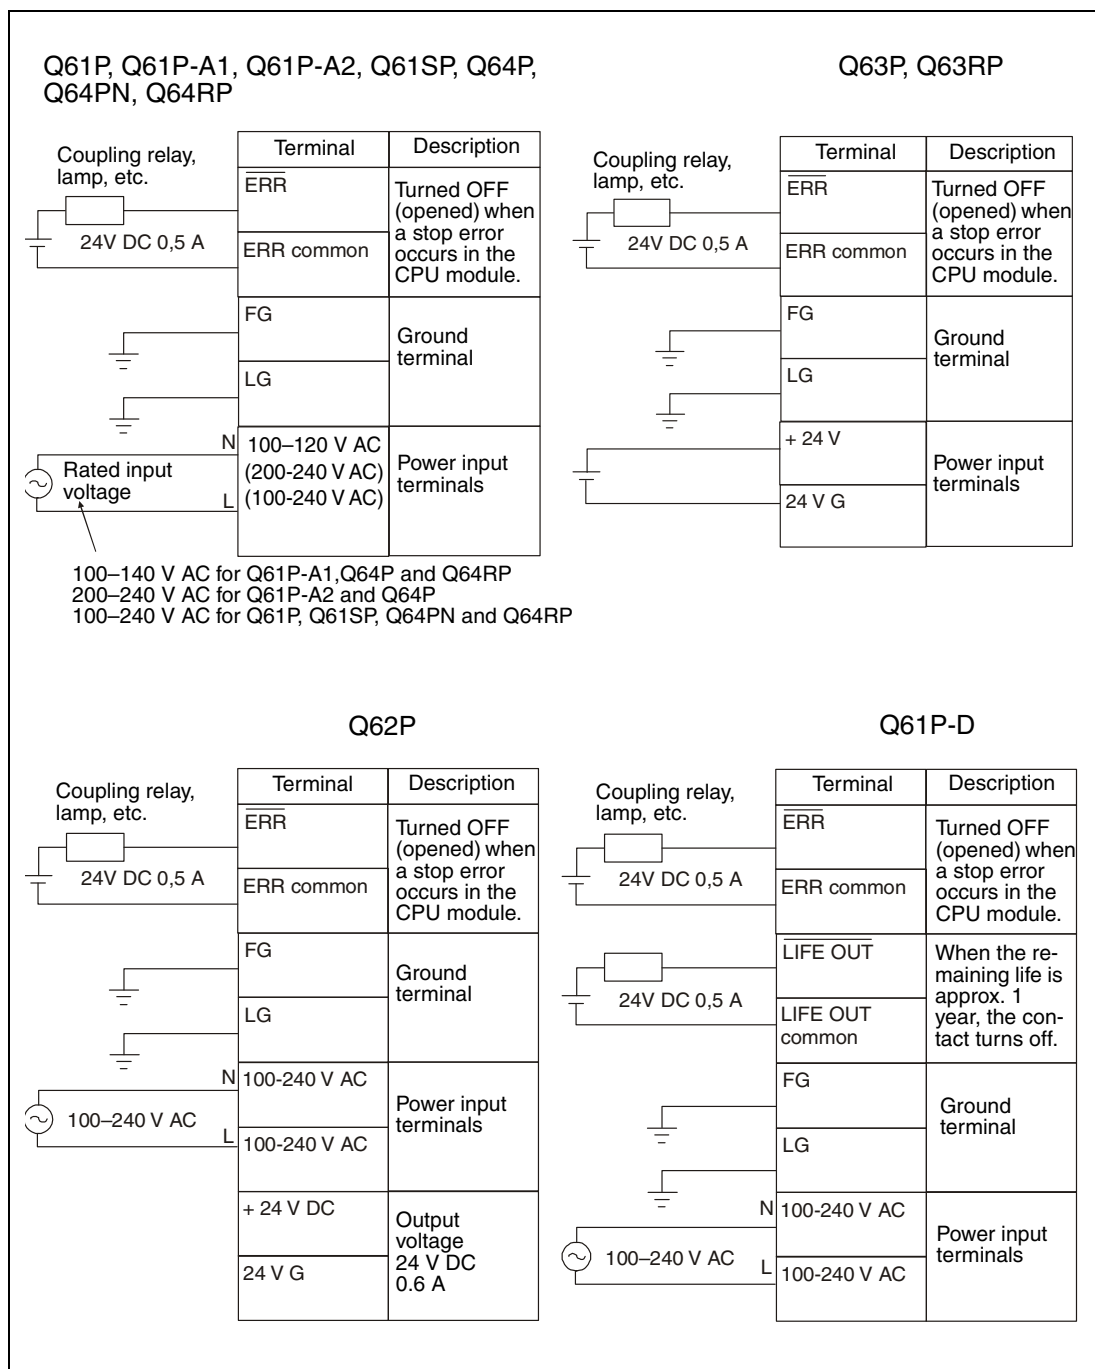 Q61P, Q61P-A1, Q61P-A2, Q61SP, Q64P,
Q64PN, Q64RP
Coupling relay,
lamp, etc.
24V DC 0,5 A
Terminal
Description
ERR
Turned OFF
(opened) when
a stop error
occurs in the
CPU module.
ERR common
FG
Ground
terminal
LG
N
100–120 V AC
(200-240 V AC)
(100-240 V AC)
Power input
terminals
Rated input
voltage
L
100–140 V AC for Q61P-A1,Q64P and Q64RP
200–240 V AC for Q61P-A2 and Q64P
100–240 V AC for Q61P, Q61SP, Q64PN and Q64RP
Q63P, Q63RP
Coupling relay,
lamp, etc.
24V DC 0,5 A
Terminal
Description
ERR
Turned OFF
(opened) when
a stop error
occurs in the
CPU module.
ERR common
FG
Ground
terminal
LG
+ 24 V
Power input
terminals
24 V G
Q62P
Coupling relay,
lamp, etc.
24V DC 0,5 A
Terminal
Description
ERR
Turned OFF
(opened) when
a stop error
occurs in the
CPU module.
ERR common
FG
Ground
terminal
LG
N
100-240 V AC
Power input
terminals
100–240 V AC
L
100-240 V AC
+ 24 V DC
Output
voltage
24 V DC
0.6 A
24 V G
Q61P-D
Coupling relay,
lamp, etc.
24V DC 0,5 A
Terminal
Description
ERR
Turned OFF
(opened) when
a stop error
occurs in the
CPU module.
ERR common
LIFE OUT
When the re-
maining life is
approx. 1
year, the con-
tact turns off.
24V DC 0,5 A
LIFE OUT
common
FG
Ground
terminal
LG
N
100-240 V AC
Power input
terminals
100–240 V AC
L
100-240 V AC